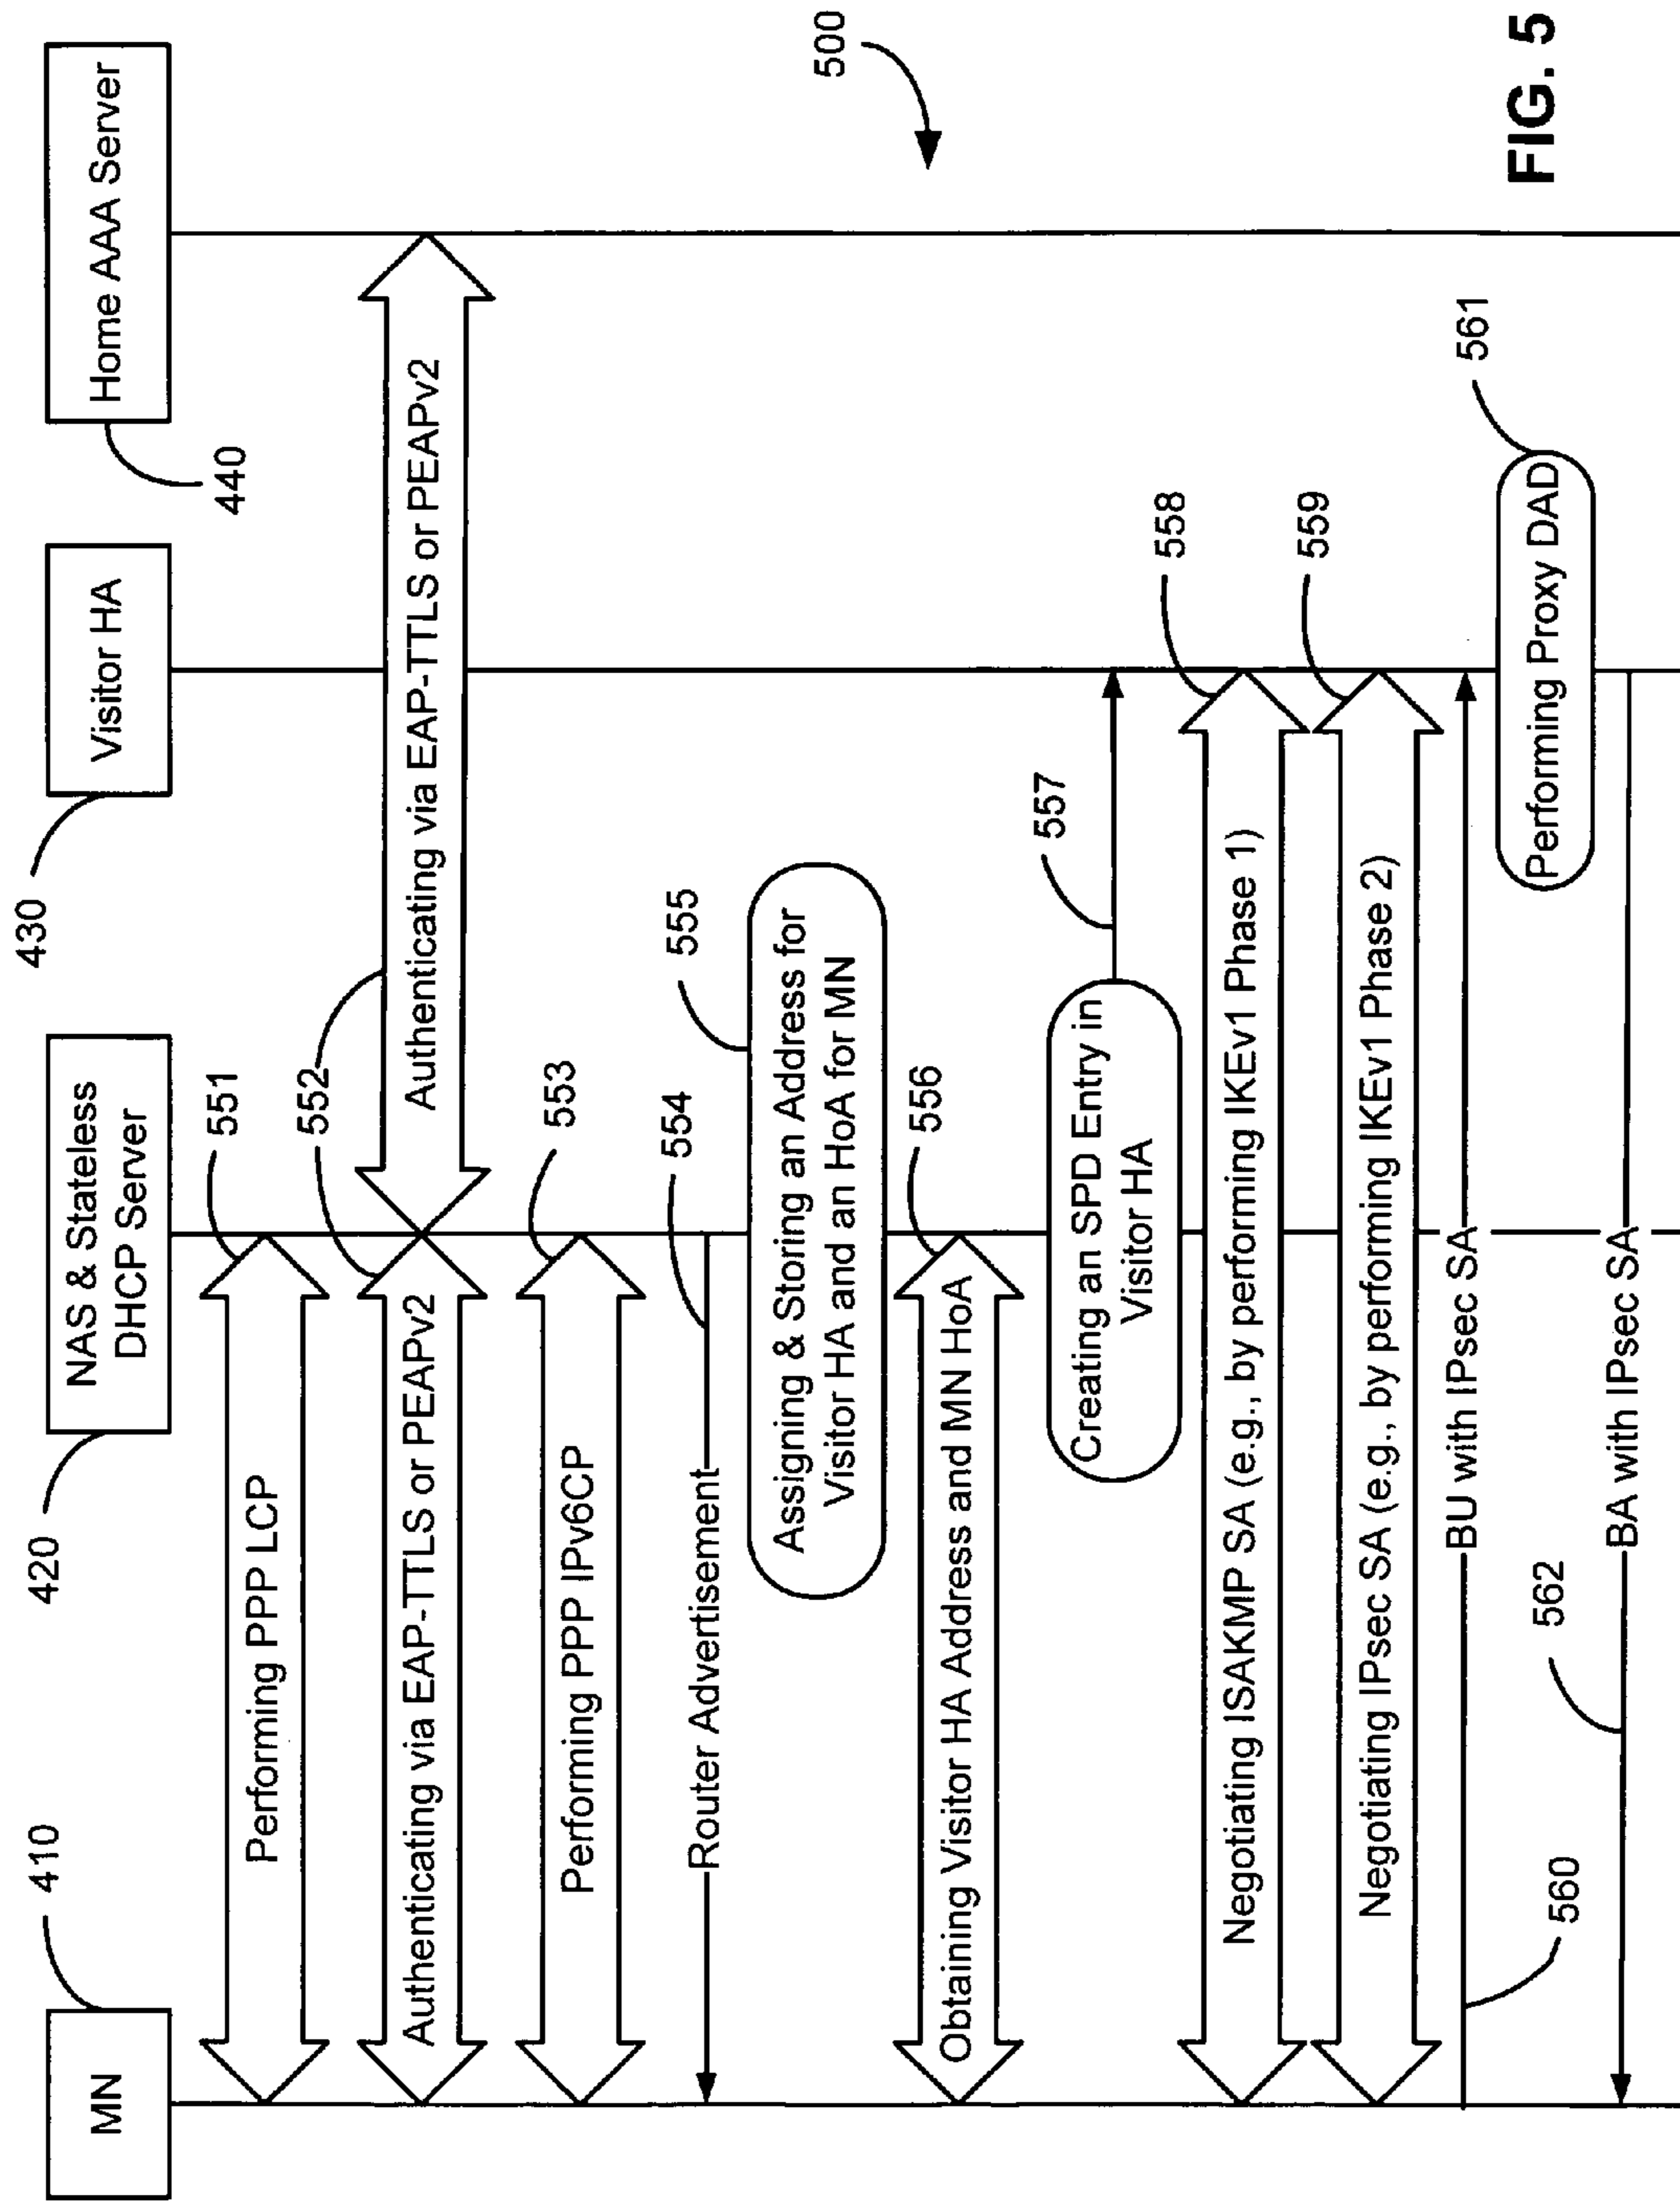 MN
410
NAS & Stateless
DHCP Server
420
Visitor HA
430
Home AAA Server
440
Performing PPP LCP
551
Authenticating via EAP-TTLS or PEAPv2
552
Authenticating via EAP-TTLS or PEAPv2
Performing PPP IPv6CP
553
Router Advertisement
554
Assigning & Storing an Address for
Visitor HA and an HoA for MN
555
Obtaining Visitor HA Address and MN HoA
556
Creating an SPD Entry in
Visitor HA
557
Negotiating ISAKMP SA (e.g., by performing IKEv1 Phase 1)
558
Negotiating IPsec SA (e.g., by performing IKEv1 Phase 2)
559
BU with IPsec SA
560
Performing Proxy DAD
561
BA with IPsec SA
562
500
FIG. 5